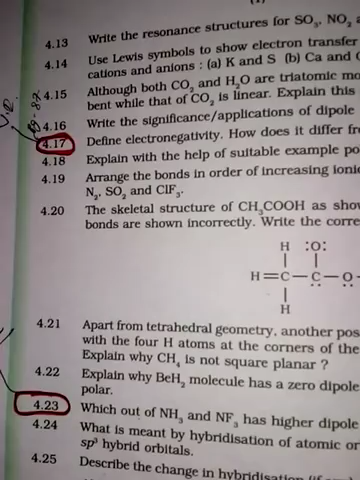 4.13 Write the resonance structures for SO₃, NO₂
4.14 Use Lewis symbols to show electron transfer
cations and anions : (a) K and S (b) Ca and
4.15 Although both CO₂ and H₂O are triatomic
bent while that of CO₂ is linear. Explain this
4.16 Write the significance/applications of dipole
4.17 Define electronegativity. How does it differ
4.18 Explain with the help of suitable example
4.19 Arrange the bonds in order of increasing
N₂, SO₂ and ClF₃.
4.20 The skeletal structure of CH₃COOH as
bonds are shown incorrectly. Write the
H :O:
H=C–C–O
H
4.21 Apart from tetrahedral geometry, another
with the four H atoms at the corners of the
Explain why CH₄ is not square planar ?
4.22 Explain why BeH₂ molecule has a zero dipole
polar.
4.23 Which out of NH₃ and NF₃ has higher dipole
4.24 What is meant by hybridisation of atomic
sp³ hybrid orbitals.
4.25 Describe the change in hybridisation (if